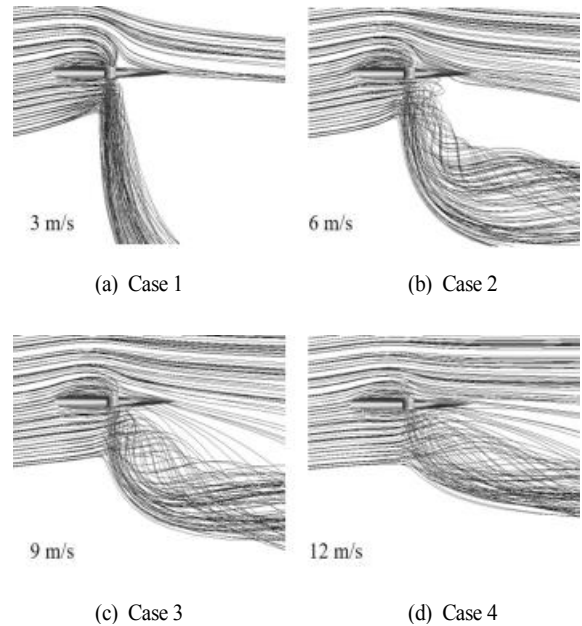 3 m/s
6 m/s
(a) Case 1
(b) Case 2
9 m/s
12 m/s
(c) Case 3
(d) Case 4